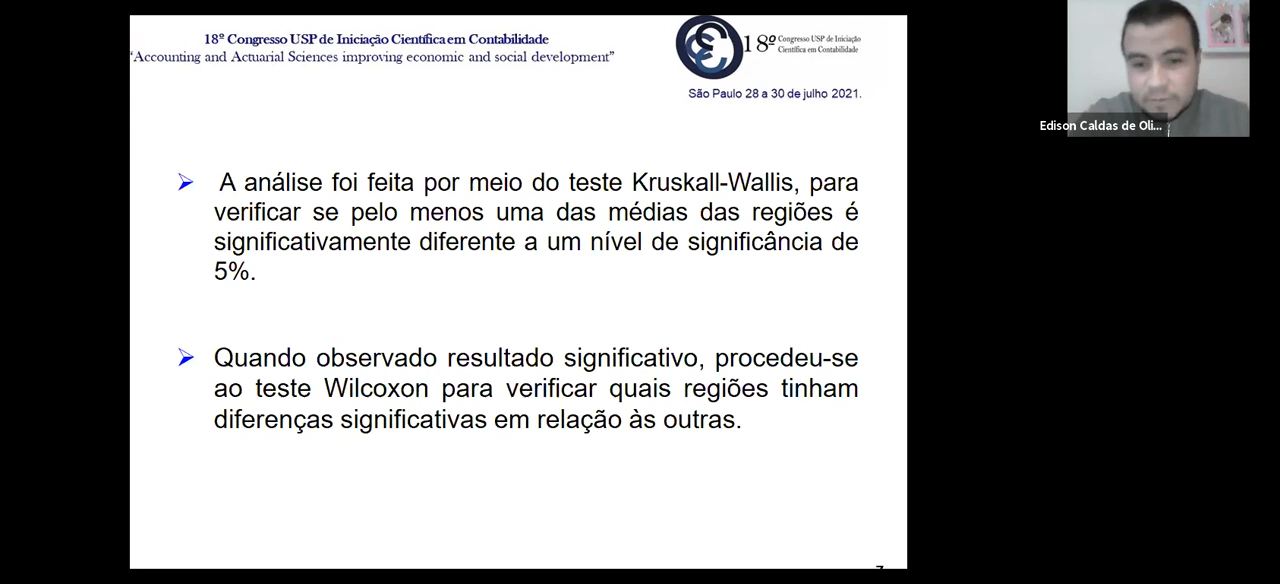 18º Congresso USP de Iniciação Científica em Contabilidade
“Accounting and Actuarial Sciences improving economic and social development”
18º Congresso USP de Iniciação
Científica em Contabilidade
São Paulo 28 a 30 de julho 2021.
Edison Caldas de Oli...
➢ A análise foi feita por meio do teste Kruskall-Wallis, para
verificar se pelo menos uma das médias das regiões é
significativamente diferente a um nível de significância de
5%.
➢ Quando observado resultado significativo, procedeu-se
ao teste Wilcoxon para verificar quais regiões tinham
diferenças significativas em relação às outras.